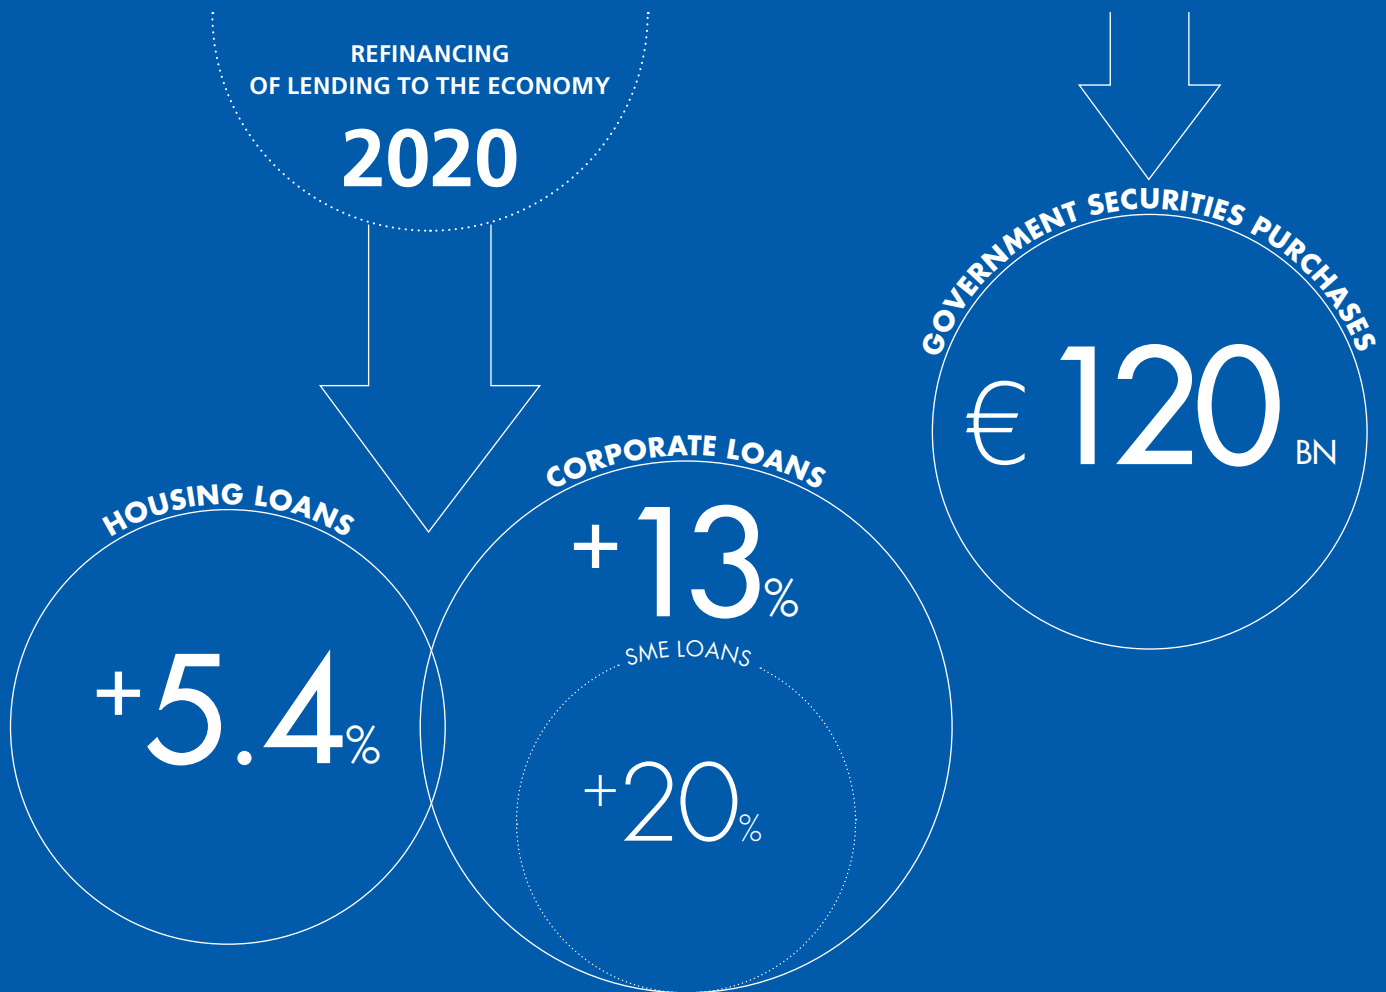 REFINANCING
OF LENDING TO THE ECONOMY
2020
GOVERNMENT SECURITIES PURCHASES
€ 120 BN
HOUSING LOANS
+5.4%
CORPORATE LOANS
+13%
SME LOANS
+20%